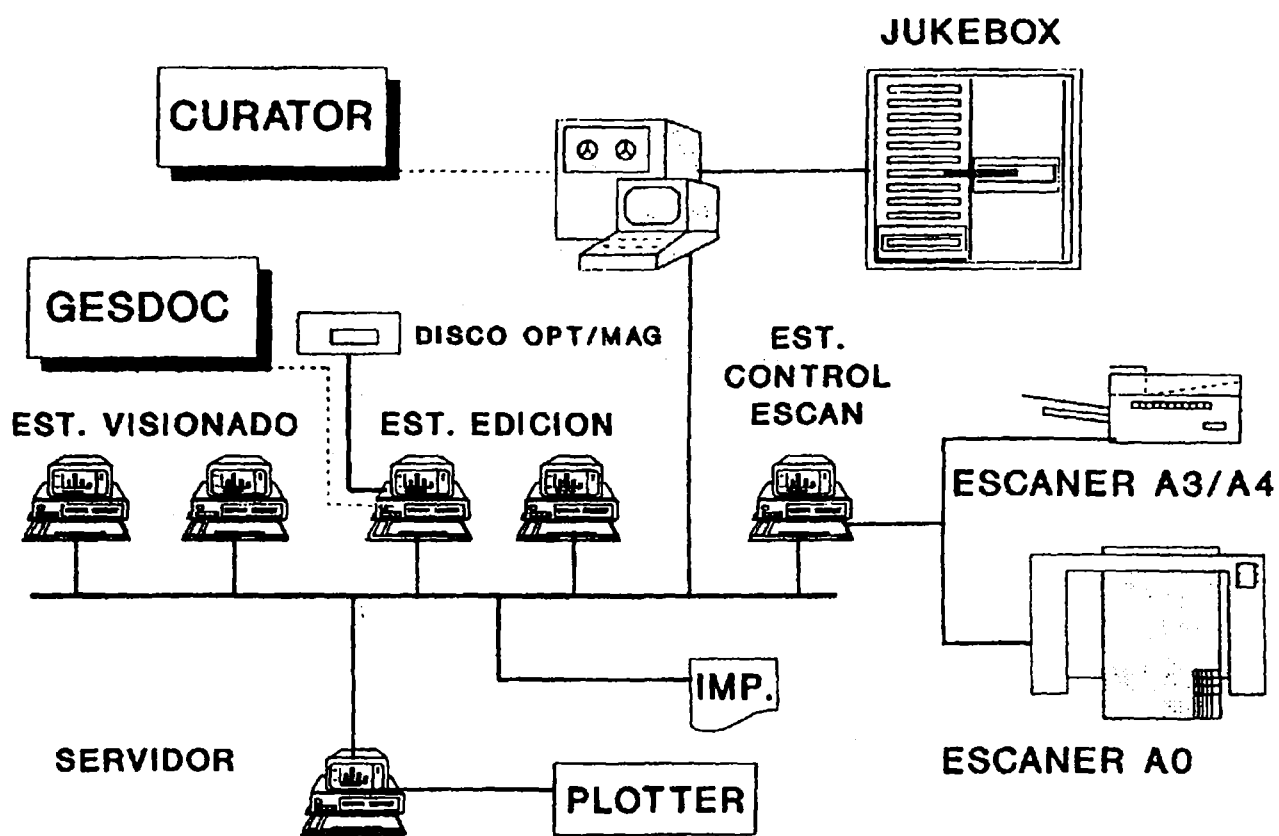 JUKEBOX
CURATOR
GESDOC
DISCO OPT/MAG
EST.
CONTROL
ESCAN
EST. VISIONADO
EST. EDICION
ESCANER A3/A4
IMP.
SERVIDOR
PLOTTER
ESCANER A0